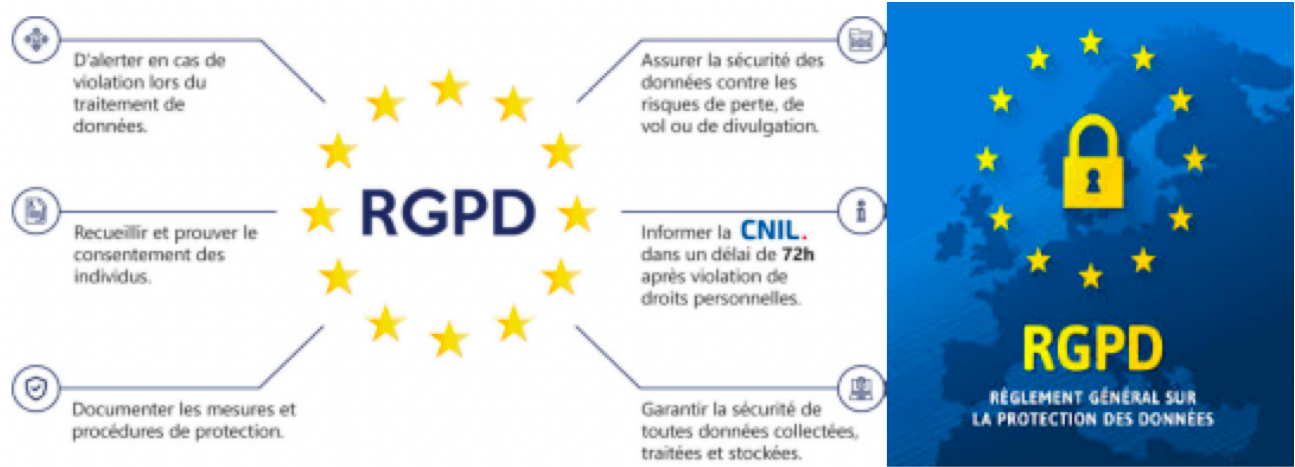 D'alerter en cas de
violation lors du
traitement de
données.
Recueillir et prouver le
consentement des
individus.
Documenter les mesures et
procédures de protection.
RGPD
Assurer la sécurité des
données contre les
risques de perte, de
vol ou de divulgation.
Informer la CNIL.
dans un délai de 72h
après violation de
droits personnelles.
Garantir la sécurité de
toutes données collectées,
traitées et stockées.
RGPD
RÈGLEMENT GÉNÉRAL SUR
LA PROTECTION DES DONNÉES